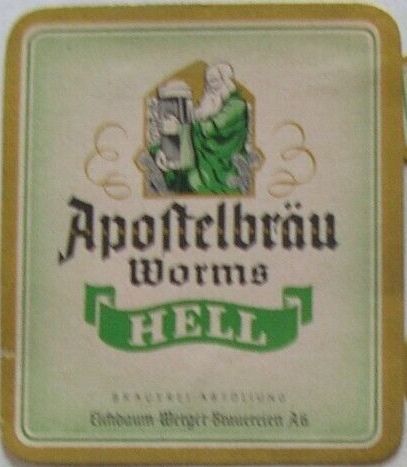 Apoſtelbräu
Worms
HELL
BRAUEREI-ABTEILUNG
Eichbaum-Werger-Brauereien AG